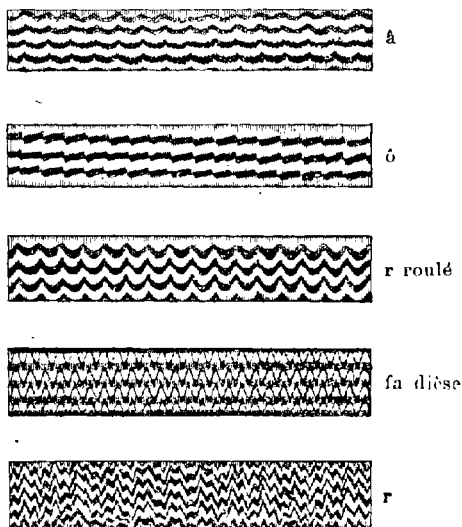 â
ô
r roulé
fa dièse
r